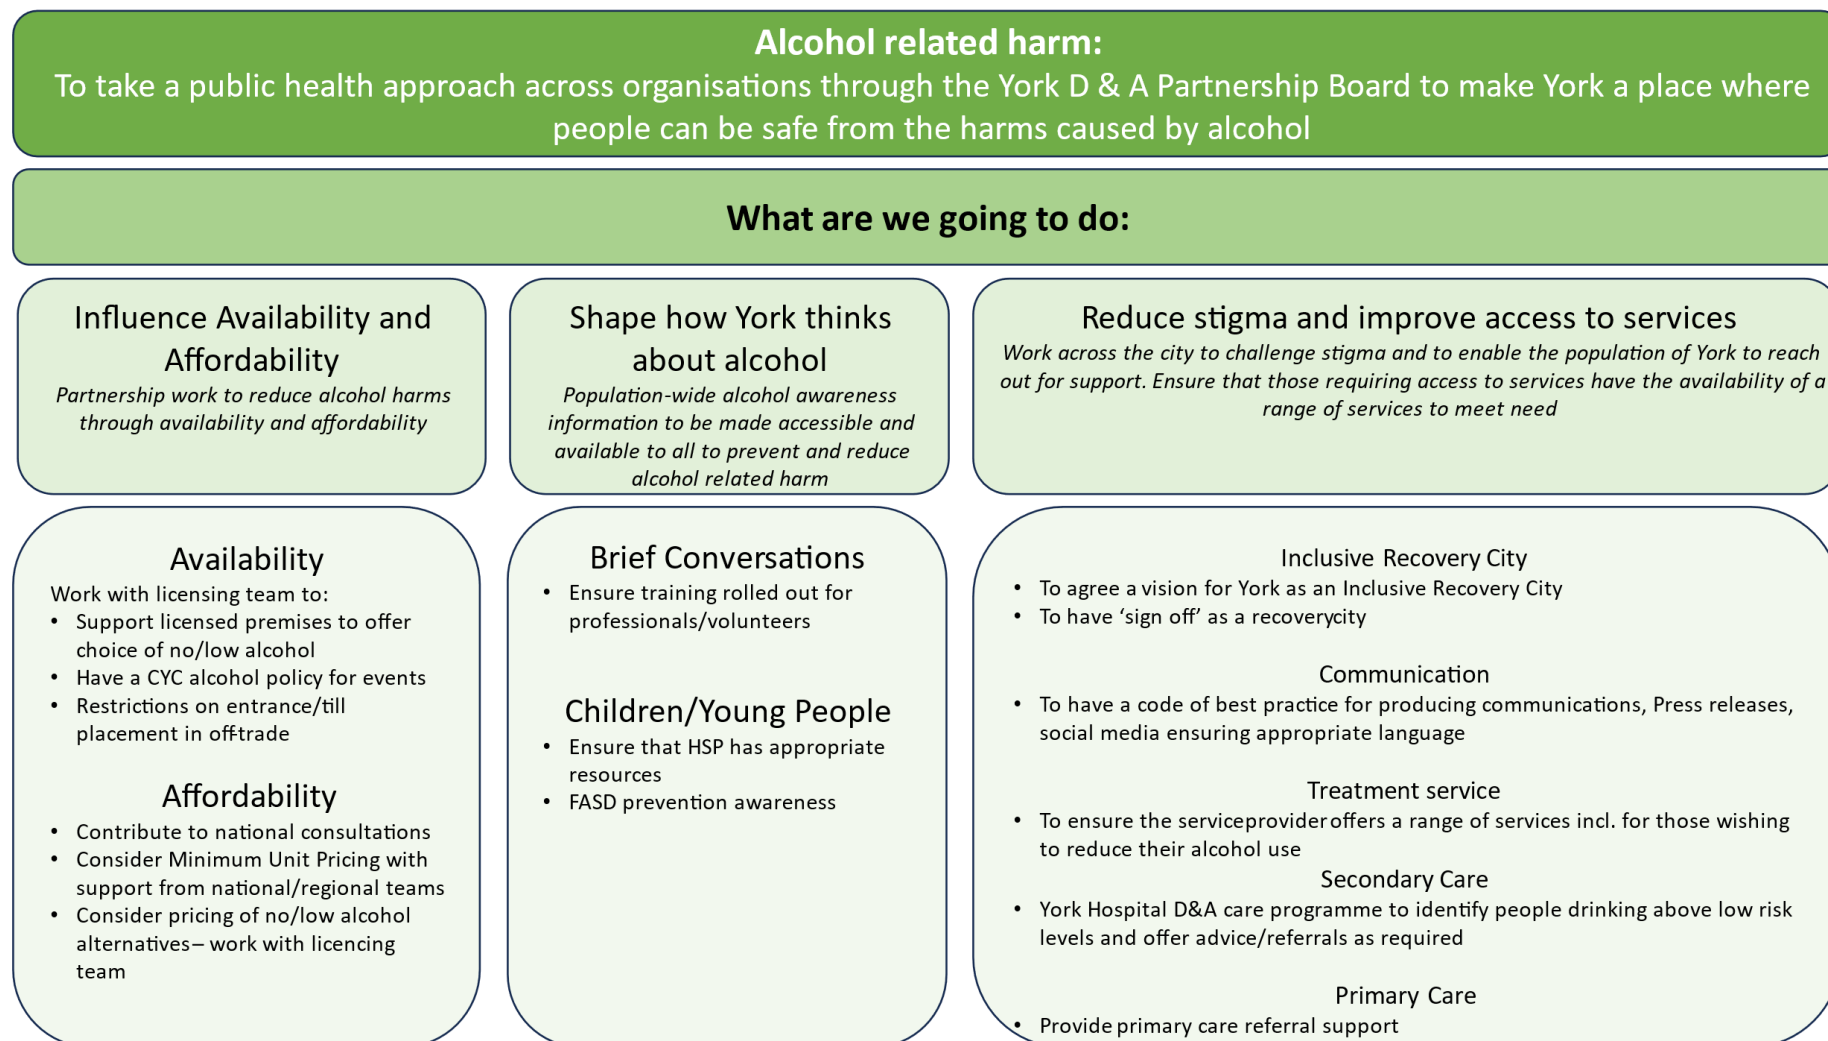 Alcohol related harm:
To take a public health approach across organisations through the York D & A Partnership Board to make York a place where
people can be safe from the harms caused by alcohol
What are we going to do:
Influence Availability and
Affordability
Partnership work to reduce alcohol harms
through availability and affordability
Shape how York thinks
about alcohol
Population-wide alcohol awareness
information to be made accessible and
available to all to prevent and reduce
alcohol related harm
Reduce stigma and improve access to services
Work across the city to challenge stigma and to enable the population of York to reach
out for support. Ensure that those requiring access to services have the availability of a
range of services to meet need
Availability
Work with licensing team to:
• Support licensed premises to offer
choice of no/low alcohol
• Have a CYC alcohol policy for events
• Restrictions on entrance/till
placement in off-trade
Affordability
• Contribute to national consultations
• Consider Minimum Unit Pricing with
support from national/regional teams
• Consider pricing of no/low alcohol
alternatives– work with licencing
team
Brief Conversations
• Ensure training rolled out for
professionals/volunteers
Children/Young People
• Ensure that HSP has appropriate
resources
• FASD prevention awareness
Inclusive Recovery City
• To agree a vision for York as an Inclusive Recovery City
• To have ‘sign off’ as a recoverycity
Communication
• To have a code of best practice for producing communications, Press releases,
social media ensuring appropriate language
Treatment service
• To ensure the serviceprovider offers a range of services incl. for those wishing
to reduce their alcohol use
Secondary Care
• York Hospital D&A care programme to identify people drinking above low risk
levels and offer advice/referrals as required
Primary Care
• Provide primary care referral support